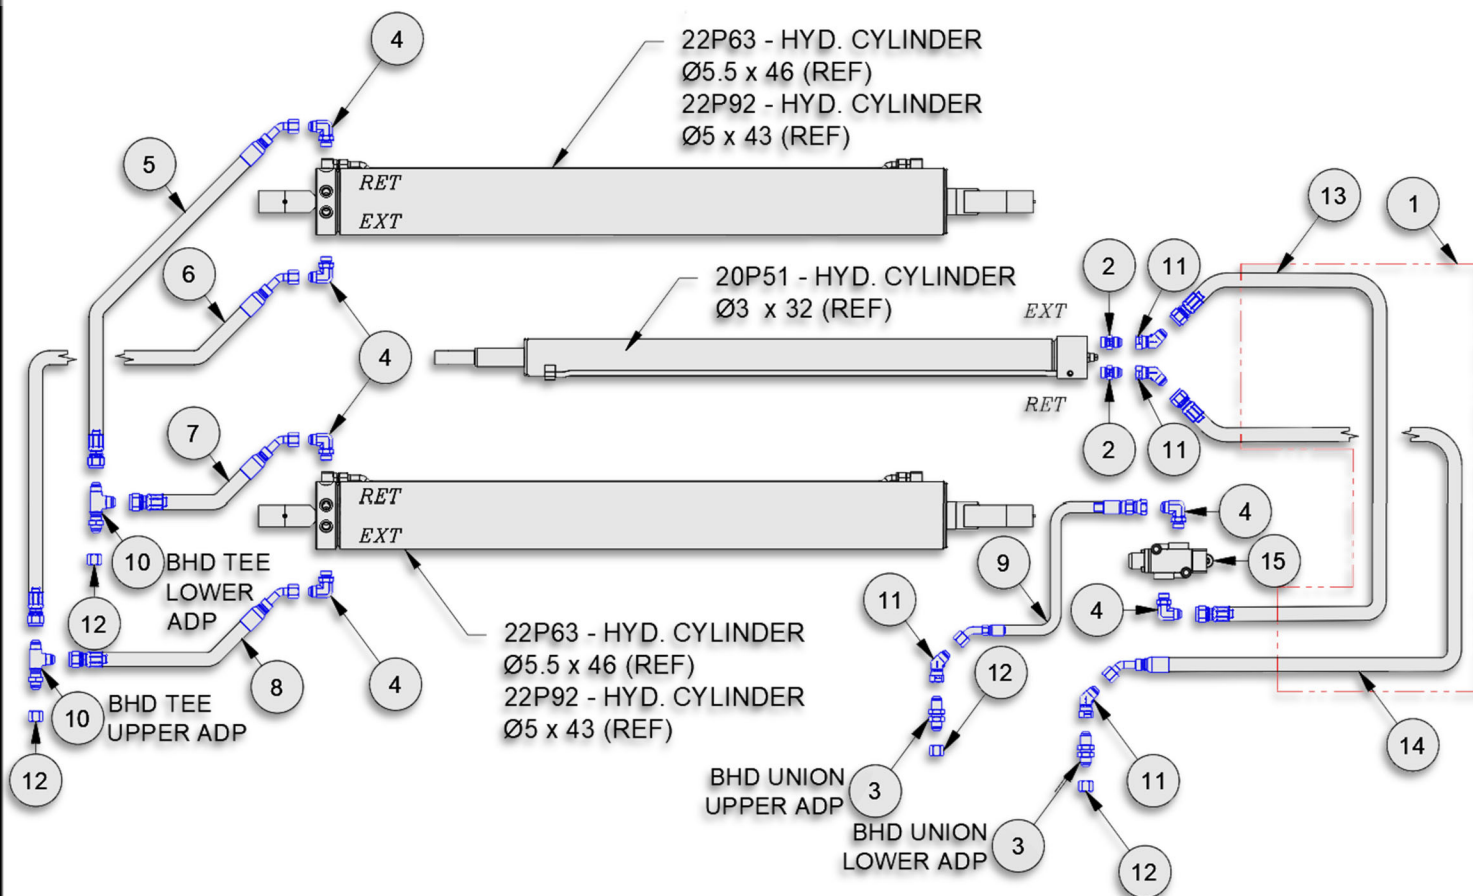 4
22P63 - HYD. CYLINDER
Ø5.5 x 46 (REF)
22P92 - HYD. CYLINDER
Ø5 x 43 (REF)
5
RET
EXT
13
1
6
20P51 - HYD. CYLINDER
Ø3 x 32 (REF)
2
11
EXT
4
RET
7
2
11
RET
EXT
4
10
BHD TEE
LOWER
ADP
12
9
15
11
4
22P63 - HYD. CYLINDER
Ø5.5 x 46 (REF)
22P92 - HYD. CYLINDER
Ø5 x 43 (REF)
8
4
12
10
BHD TEE
UPPER ADP
12
14
BHD UNION
UPPER ADP
3
11
BHD UNION
LOWER ADP
3
12